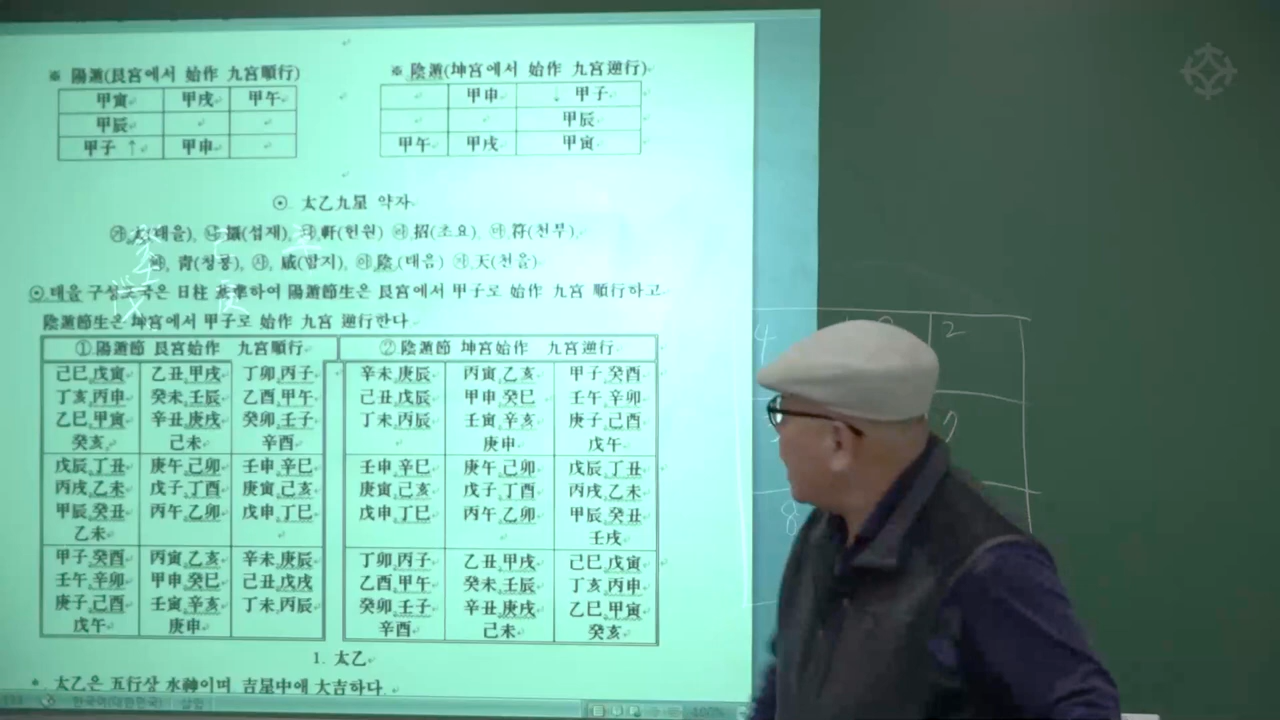 ※ 陽遁(艮宮에서 始作 九宮順行)
甲寅 甲戌 甲午
甲辰
甲子 ↑ 甲申
※ 陰遁(坤宮에서 始作 九宮逆行)
甲申 ↓ 甲子
甲辰
甲午 甲戌 甲寅
⊙ 太乙九星 약자
(태을), 攝(섭제) 軒(헌원) 招(초요), 符(천부),
靑(청룡), 咸(함지), 陰(태음) 天(천을)
⊙ 태을 日柱 基準하여 陽遁節生은 艮宮에서 甲子로 始作 九宮 順行하고
陰遁節生은 坤宮에서 甲子로 始作 九宮 逆行한다
①陽遁節 艮宮始作 九宮順行
己巳 戊寅 乙丑 甲戌 丁卯 丙子
丁亥 丙申 癸未 壬辰 乙酉 甲午
乙巳 甲寅 辛丑 庚戌 癸卯 壬子
癸亥 己未 辛酉
戊辰 丁丑 庚午 己卯 壬申 辛巳
丙戌 乙未 戊子 丁酉 庚寅 己亥
甲辰 癸丑 丙午 乙卯 戊申 丁巳
乙未
甲子 癸酉 丙寅 乙亥 辛未 庚辰
壬午 辛卯 甲申 癸巳 己丑 戊戌
庚子 己酉 壬寅 辛亥 丁未 丙辰
戊午 庚申
②陰遁節 坤宮始作 九宮逆行
辛未 庚辰 丙寅 乙亥 甲子 癸酉
己丑 戊辰 甲申 癸巳 壬午 辛卯
丁未 丙辰 壬寅 辛亥 庚子 己酉
庚申 戊午
壬申 辛巳 庚午 己卯 戊辰 丁丑
庚寅 己亥 戊子 丁酉 丙戌 乙未
戊申 丁巳 丙午 乙卯 甲辰 癸丑
壬戌
丁卯 丙子 乙丑 甲戌 己巳 戊寅
乙酉 甲午 癸未 壬辰 丁亥 丙申
癸卯 壬子 辛丑 庚戌 乙巳 甲寅
辛酉 己未 癸亥
1. 太乙
太乙은 五行상 水神이며 吉星中에 大吉하다.
한국어(대한민국) 삽입
4 2
8